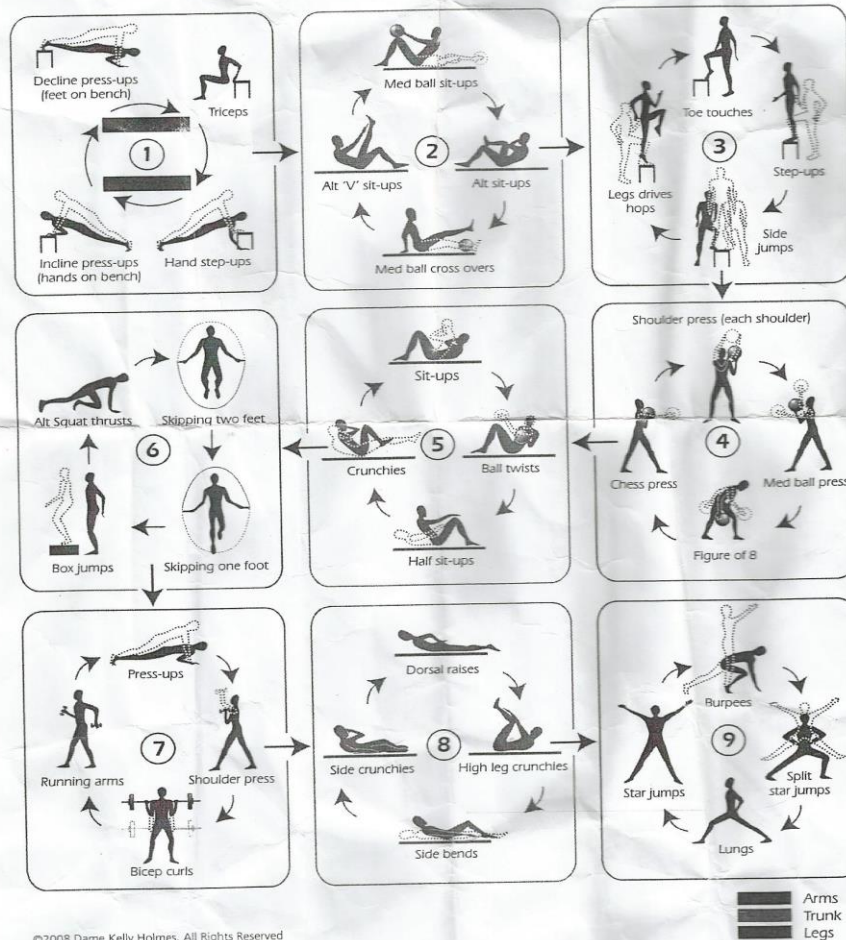 Decline press-ups
(feet on bench)
Triceps
1
Incline press-ups
(hands on bench)
Hand step-ups
Med ball sit-ups
Alt 'V' sit-ups
2
Alt sit-ups
Med ball cross overs
Toe touches
3
Legs drives
hops
Step-ups
Side
jumps
Alt Squat thrusts
Skipping two feet
6
Box jumps
Skipping one foot
Sit-ups
5
Crunchies
Ball twists
Half sit-ups
Shoulder press (each shoulder)
4
Chess press
Med ball press
Figure of 8
Press-ups
7
Running arms
Shoulder press
Bicep curls
Dorsal raises
8
Side crunchies
High leg crunchies
Side bends
Burpees
9
Star jumps
Split
star jumps
Lungs
Arms
Trunk
Legs
©2008 Dame Kelly Holmes. All Rights Reserved